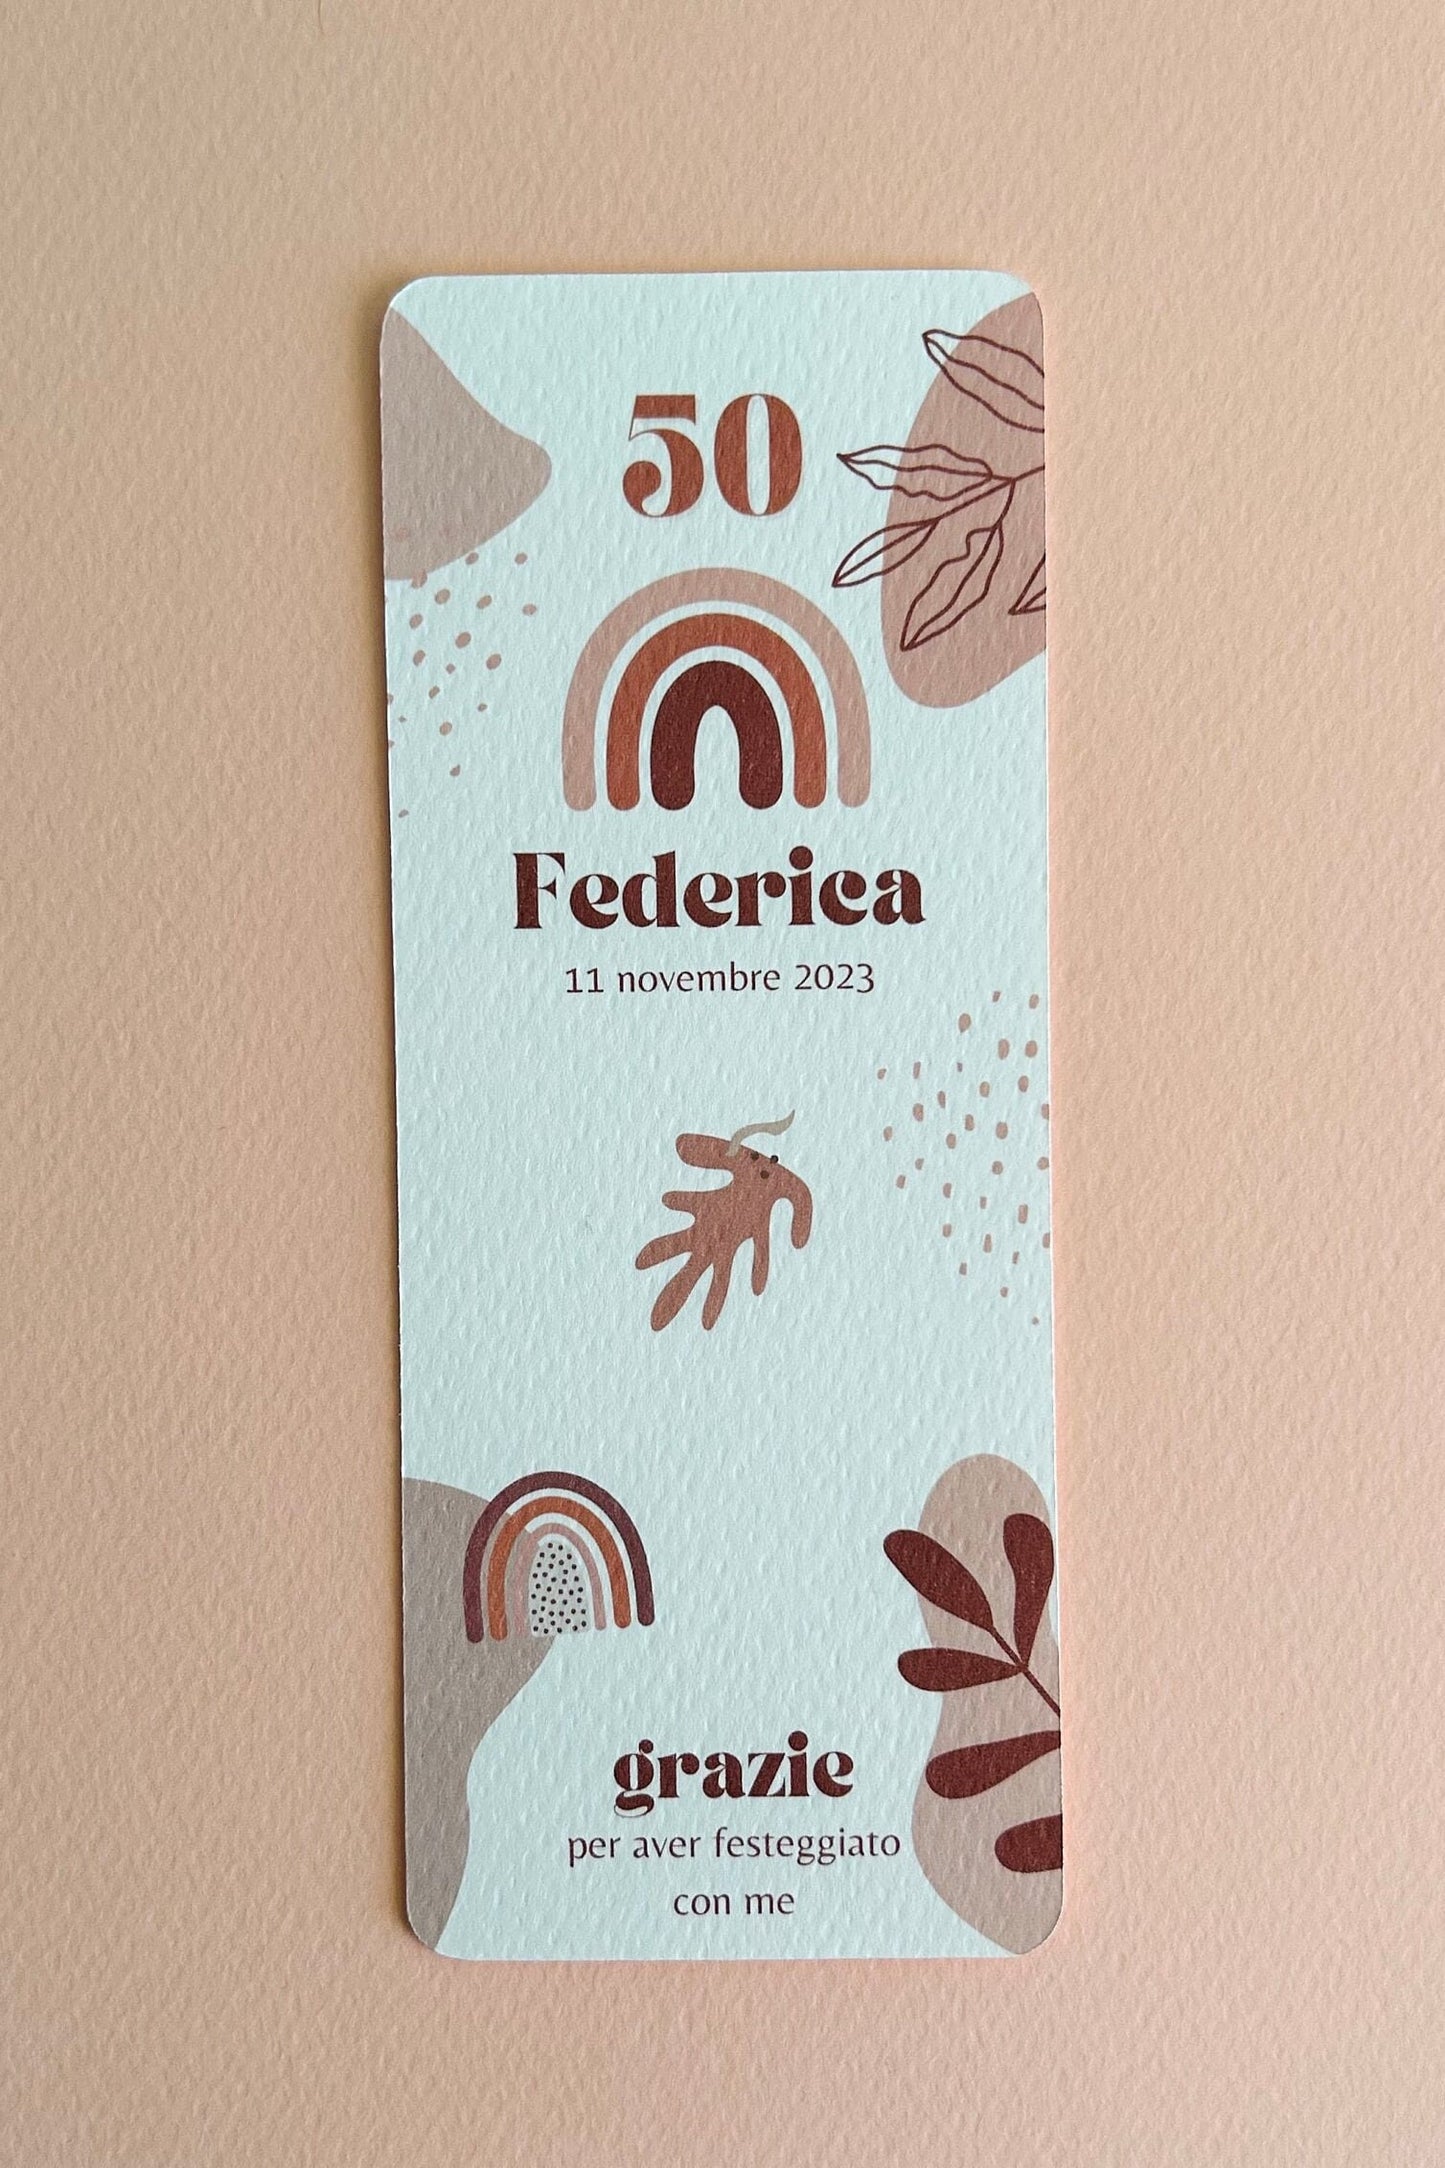 50
Federica
11 novembre 2023
grazie
per aver festeggiato
con me